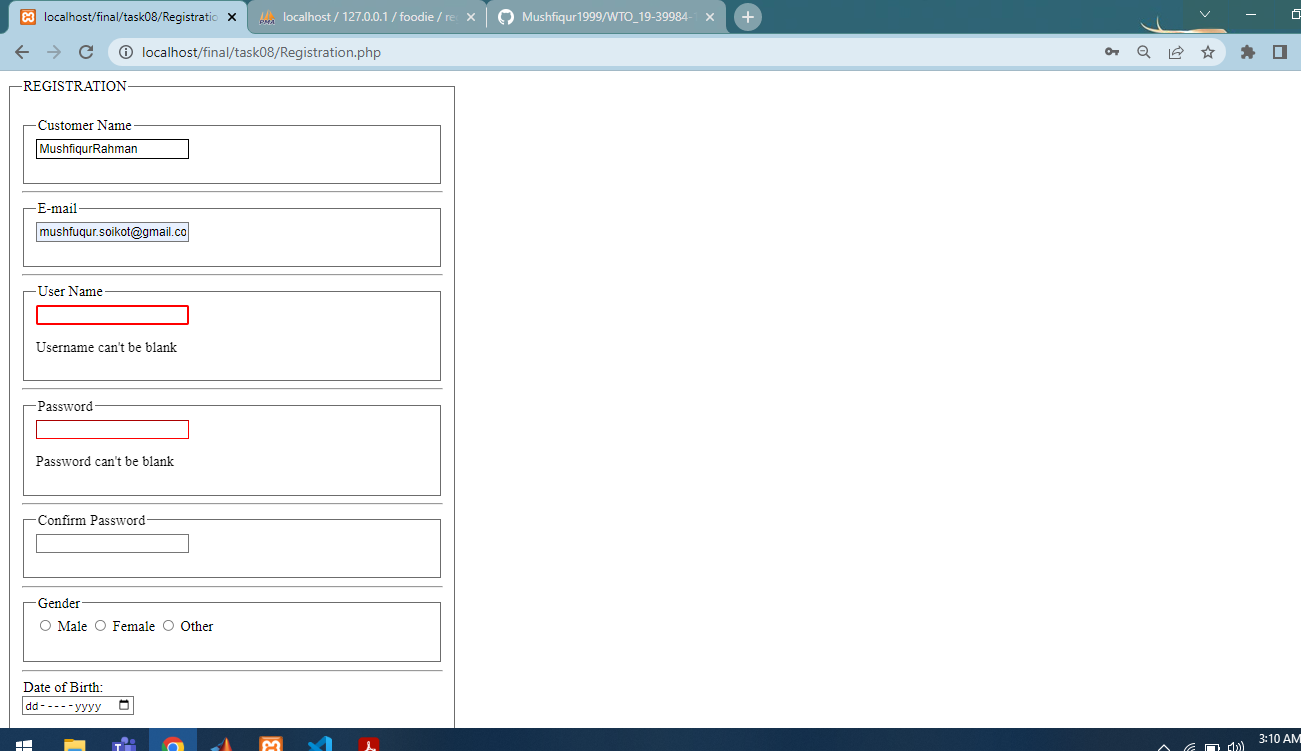 localhost/final/task08/Registratio
localhost / 127.0.0.1 / foodie / re
Mushfiqur1999/WTO_19-39984-1
localhost/final/task08/Registration.php
REGISTRATION
Customer Name
MushfiqurRahman
E-mail
mushfuqur.soikot@gmail.co
User Name
Username can't be blank
Password
Password can't be blank
Confirm Password
Gender
Male Female Other
Date of Birth:
dd-----yyyy
3:10 AM